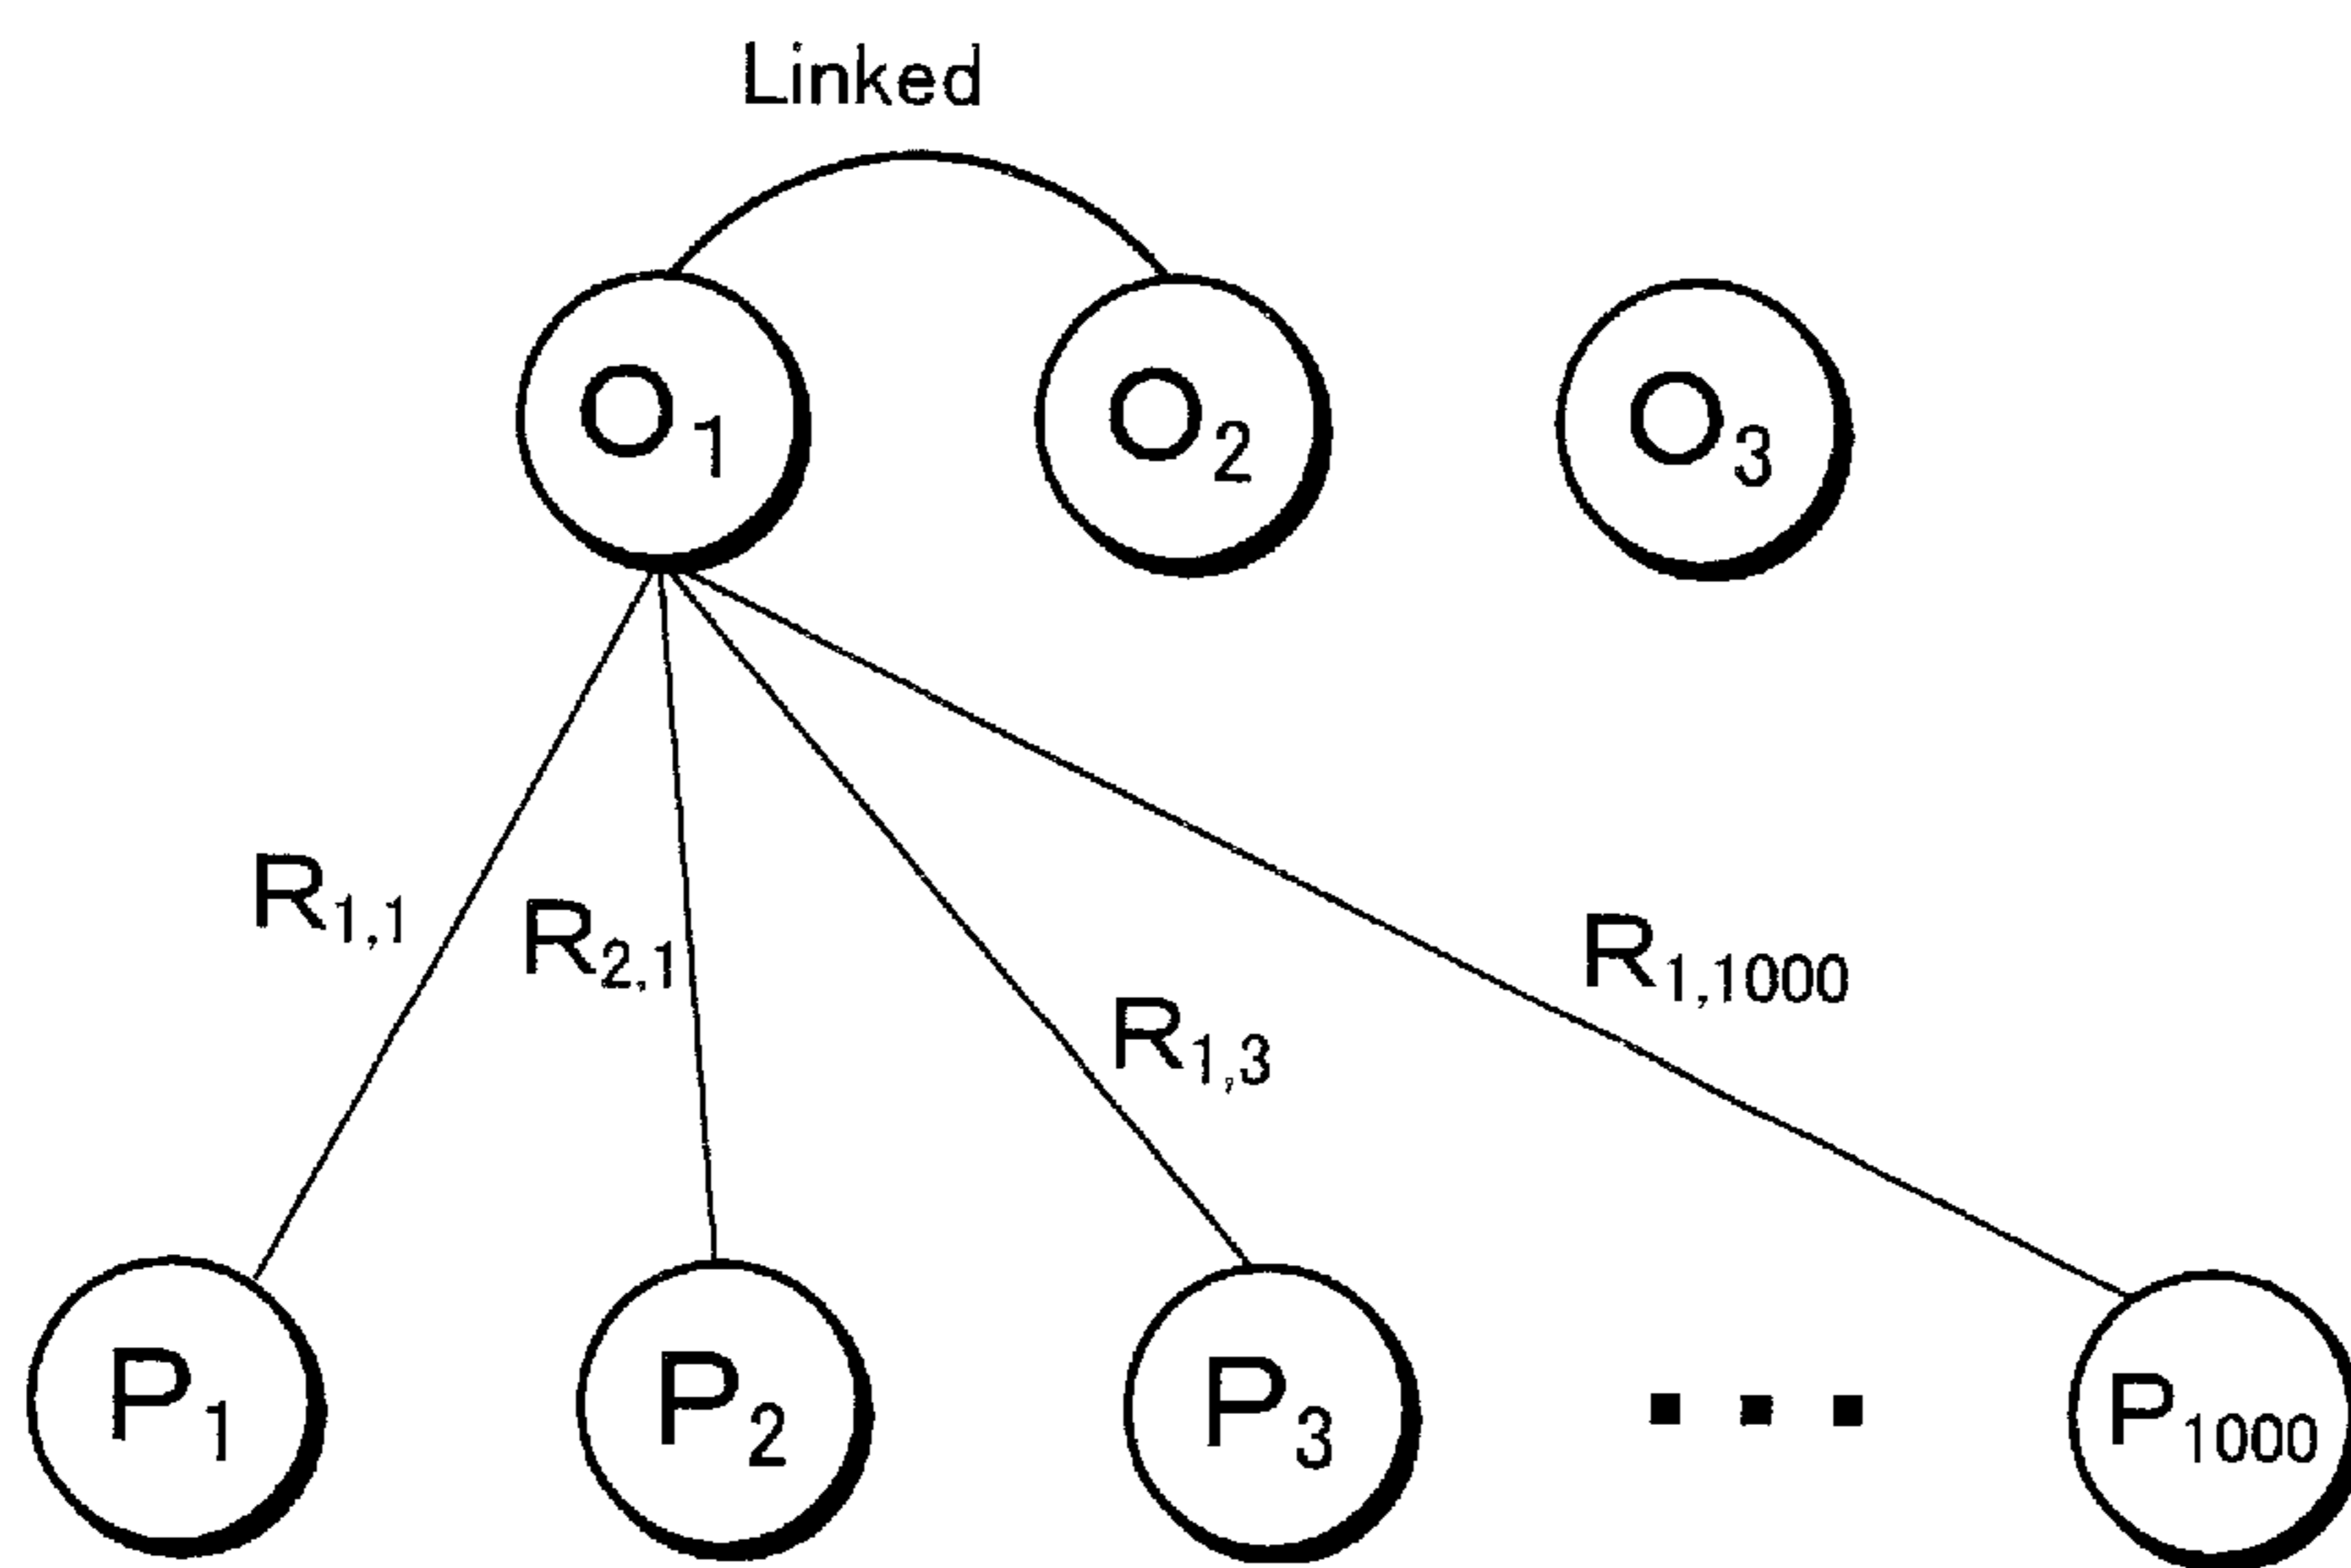 Linked
O1
O2
O3
R1,1
R2,1
R1,3
R1,1000
P1
P2
P3
P1000